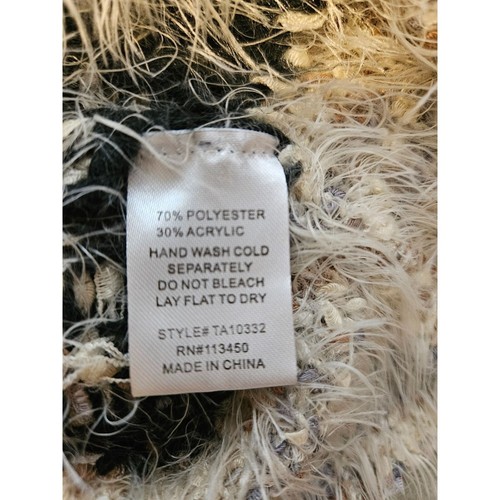 70% POLYESTER
30% ACRYLIC
HAND WASH COLD
SEPARATELY
DO NOT BLEACH
LAY FLAT TO DRY
STYLE# TA10332
RN#113450
MADE IN CHINA